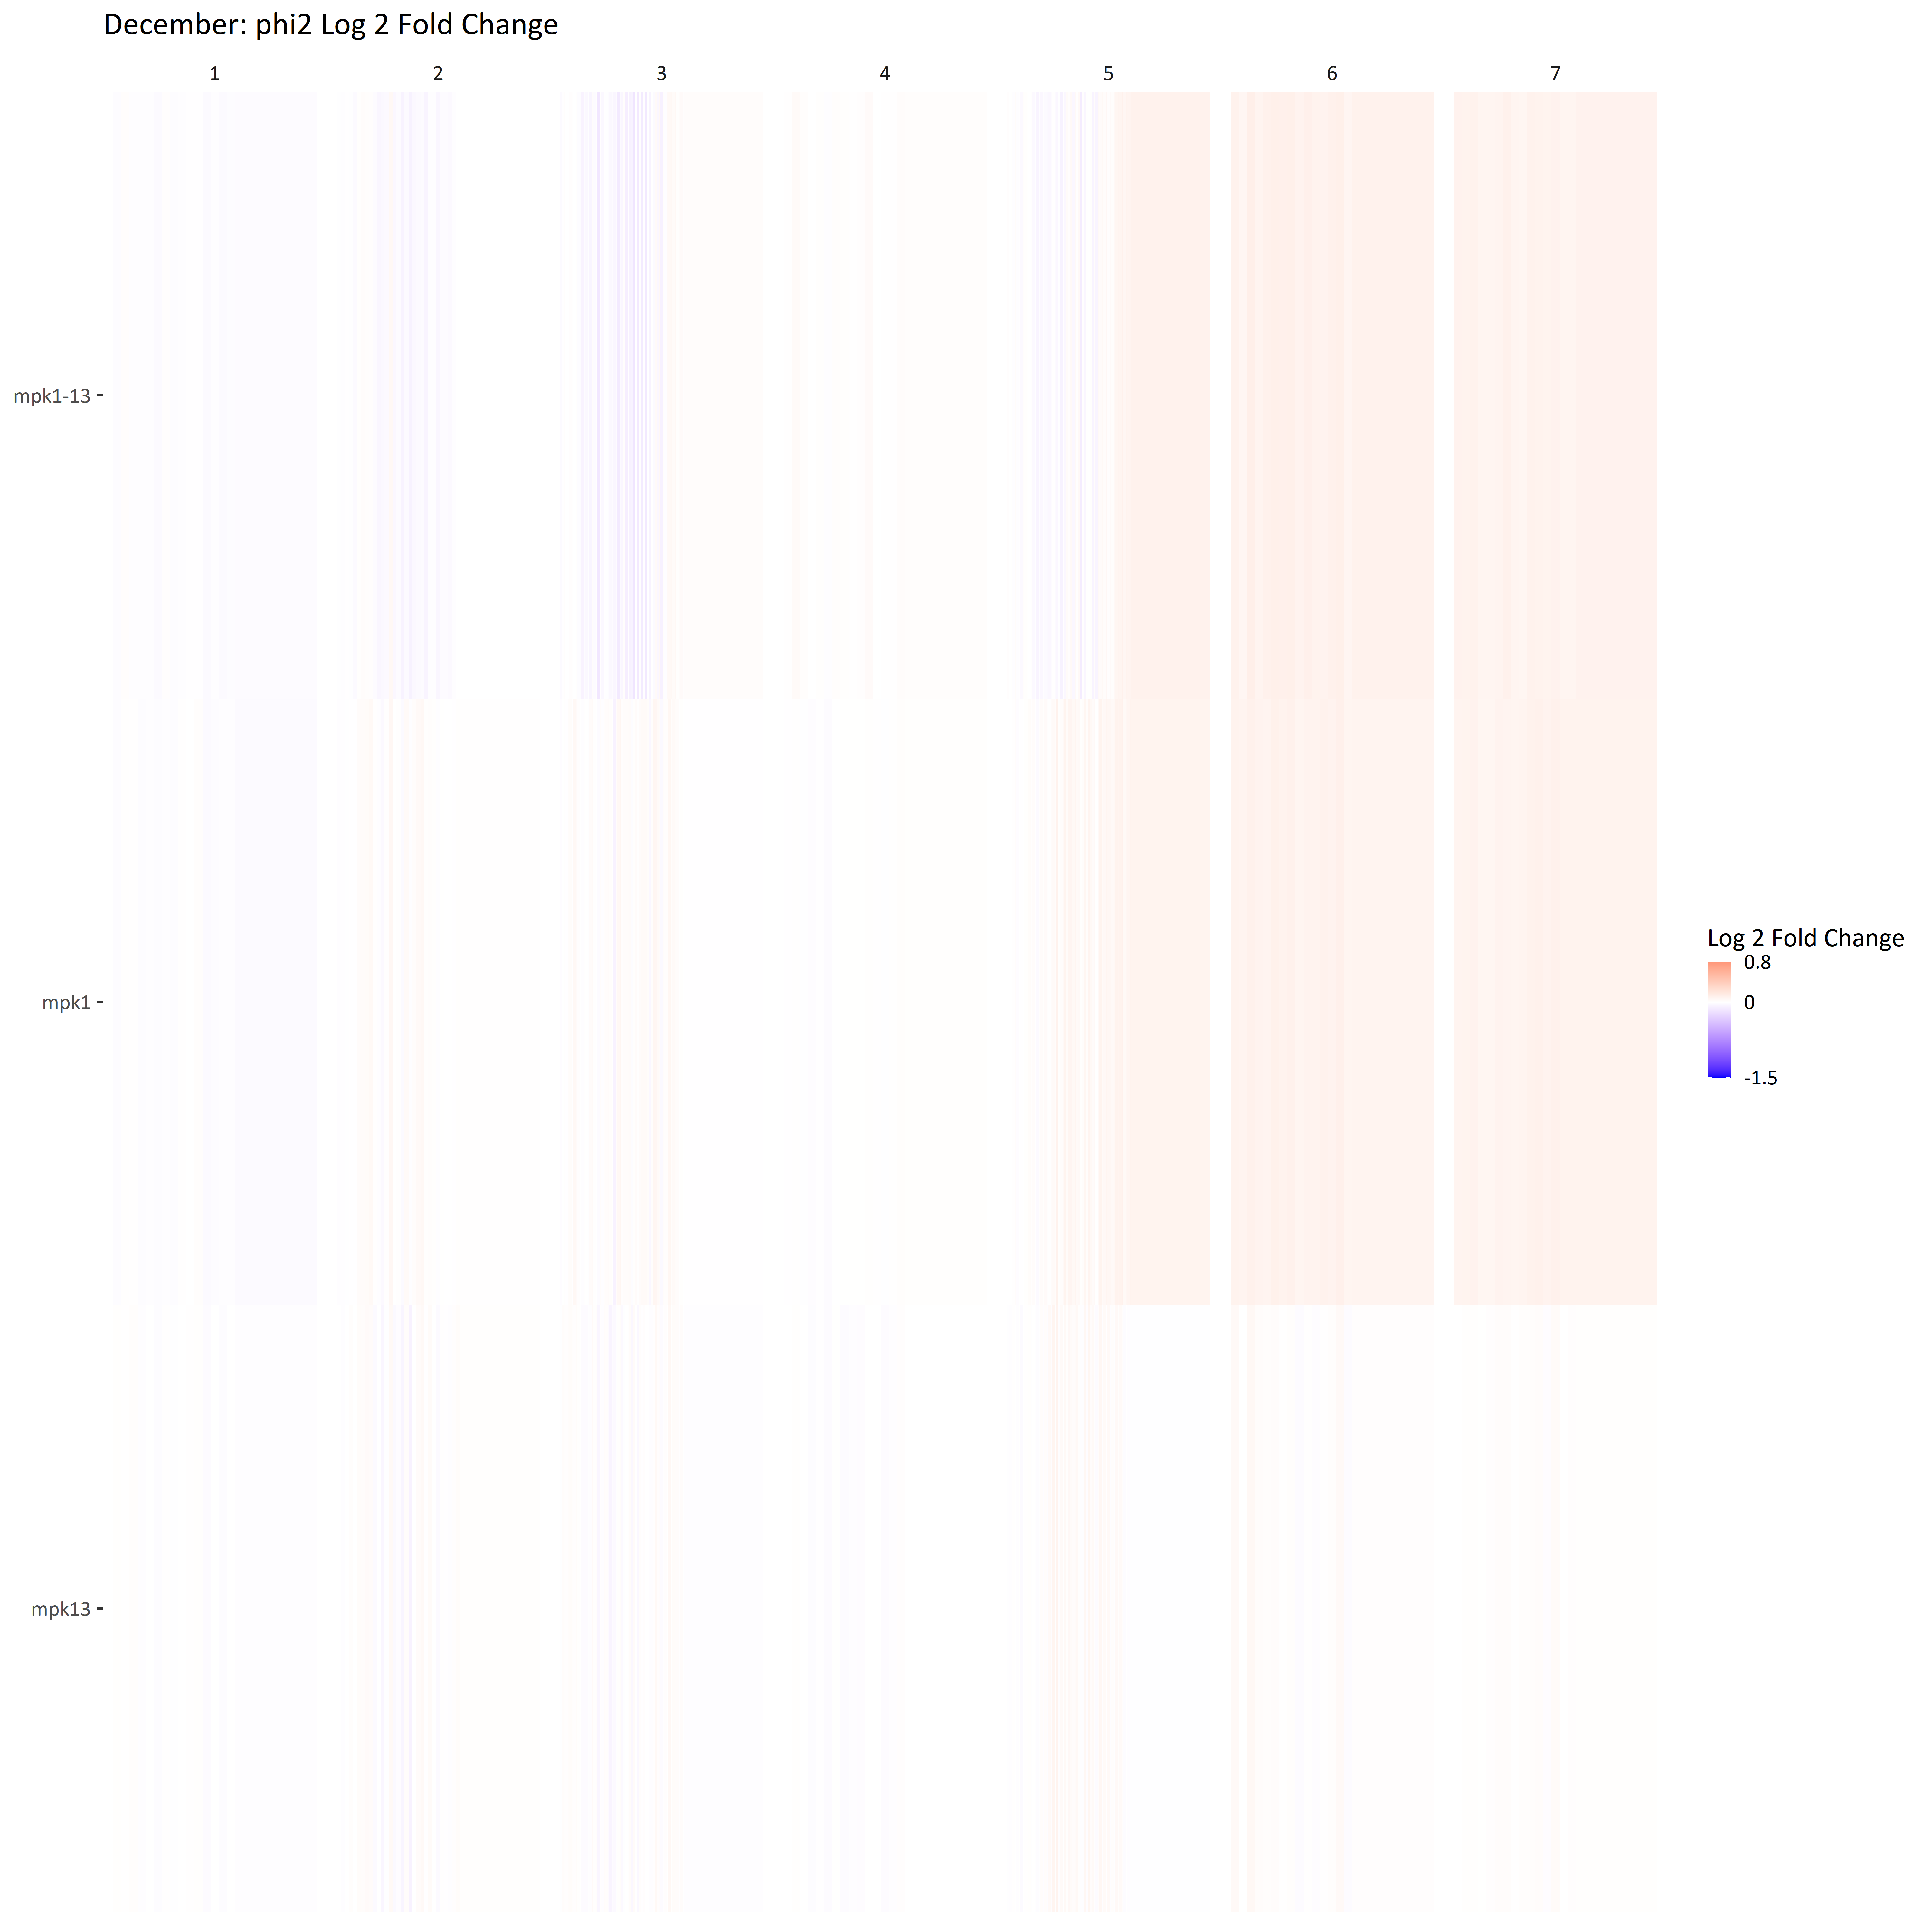 December: phi2 Log 2 Fold Change
1 2 3 4 5 6 7
mpk1-13
mpk1
mpk13
Log 2 Fold Change
0.8
0
-1.5